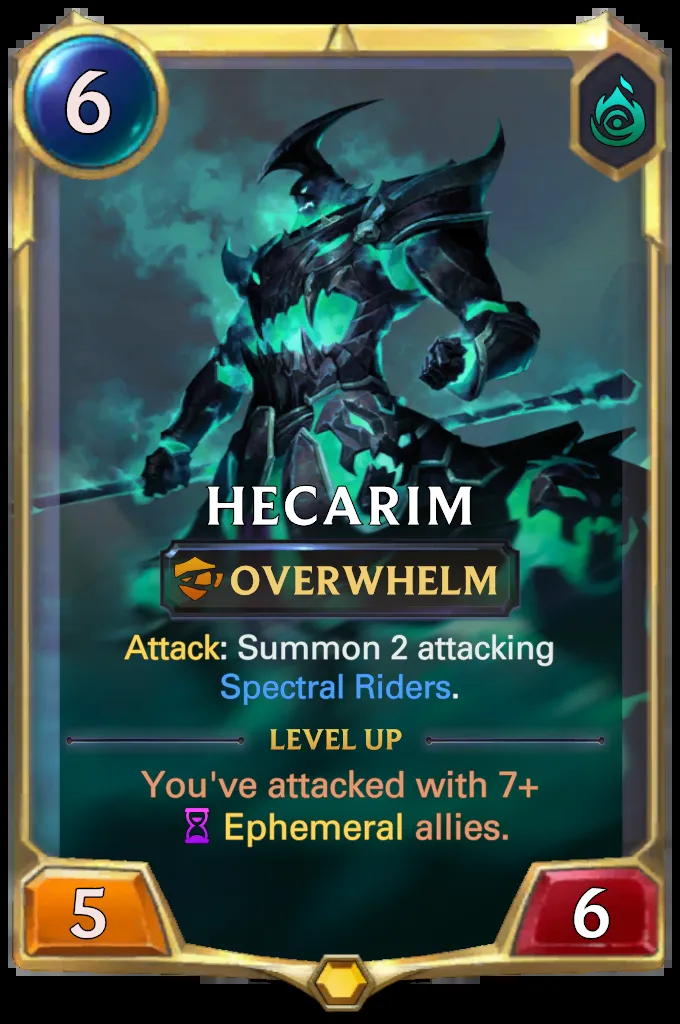 6
HECARIM
OVERWHELM
Attack: Summon 2 attacking
Spectral Riders.
LEVEL UP
You've attacked with 7+
Ephemeral allies.
5
6